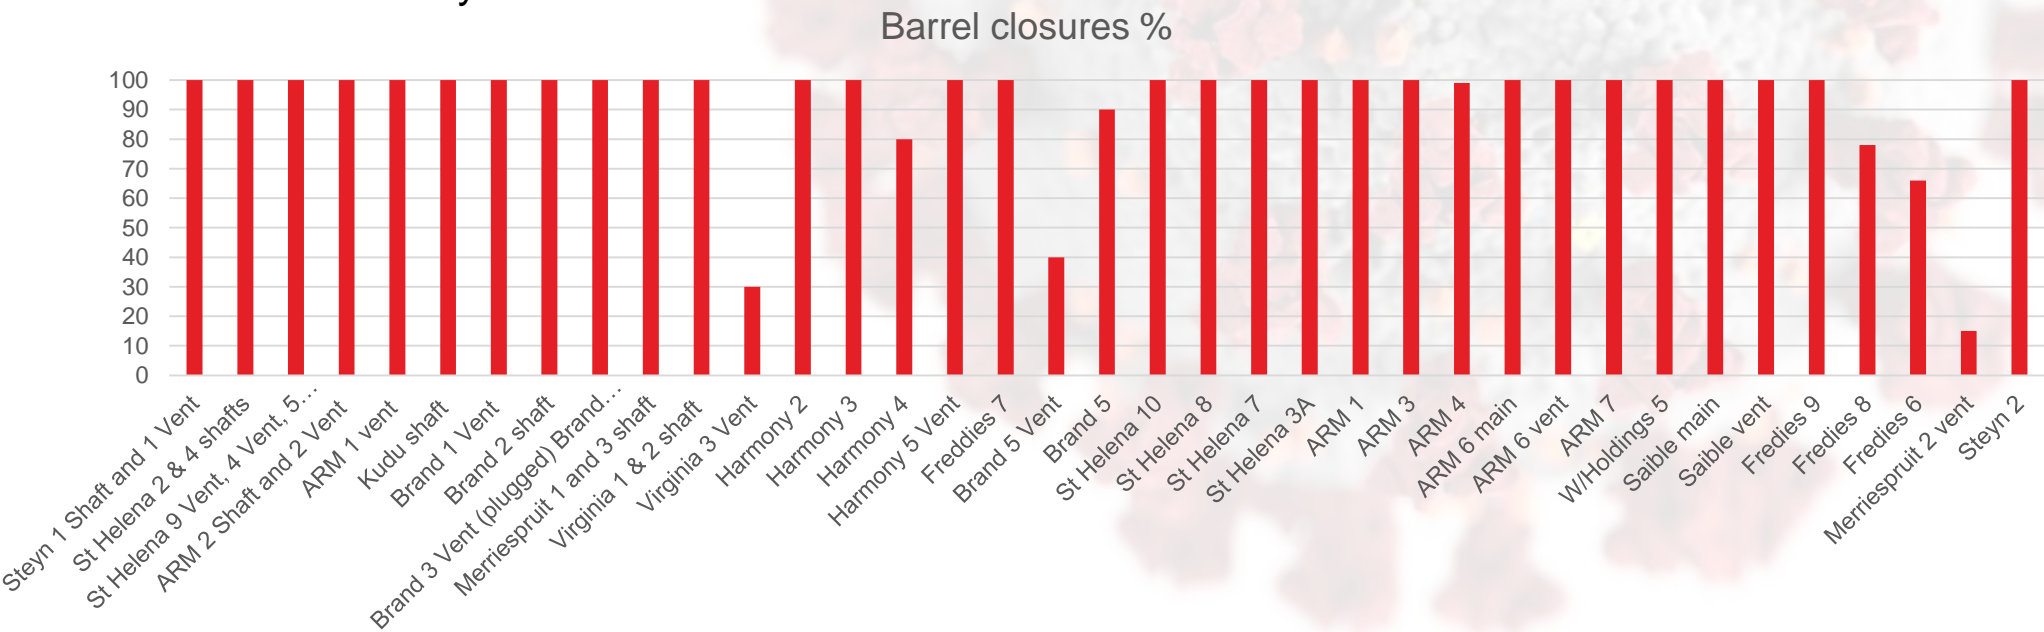 Barrel closures %
100
90
80
70
60
50
40
30
20
10
0
Steyn 1 Shaft and 1 Vent
St Helena 2 & 4 shafts
St Helena 9 Vent, 4 Vent, 5…
ARM 2 Shaft and 2 Vent
ARM 1 vent
Kudu shaft
Brand 1 Vent
Brand 2 shaft
Brand 3 Vent (plugged) Brand…
Merriespruit 1 and 3 shaft
Virginia 1 & 2 shaft
Virginia 3 Vent
Harmony 2
Harmony 3
Harmony 4
Harmony 5 Vent
Freddies 7
Brand 5 Vent
Brand 5
St Helena 10
St Helena 8
St Helena 7
St Helena 3A
ARM 1
ARM 3
ARM 4
ARM 6 main
ARM 6 vent
ARM 7
W/Holdings 5
Saible main
Saible vent
Fredies 9
Fredies 8
Fredies 6
Merriespruit 2 vent
Steyn 2